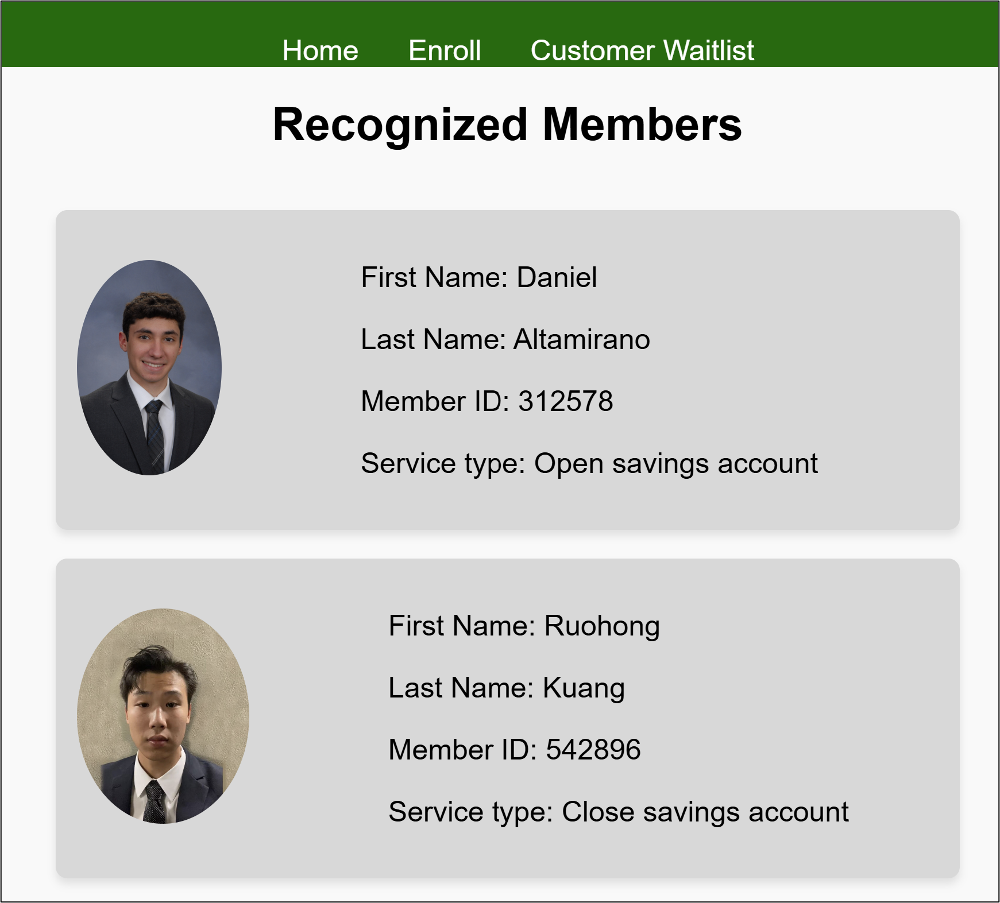 Home Enroll Customer Waitlist
Recognized Members
First Name: Daniel
Last Name: Altamirano
Member ID: 312578
Service type: Open savings account
First Name: Ruohong
Last Name: Kuang
Member ID: 542896
Service type: Close savings account